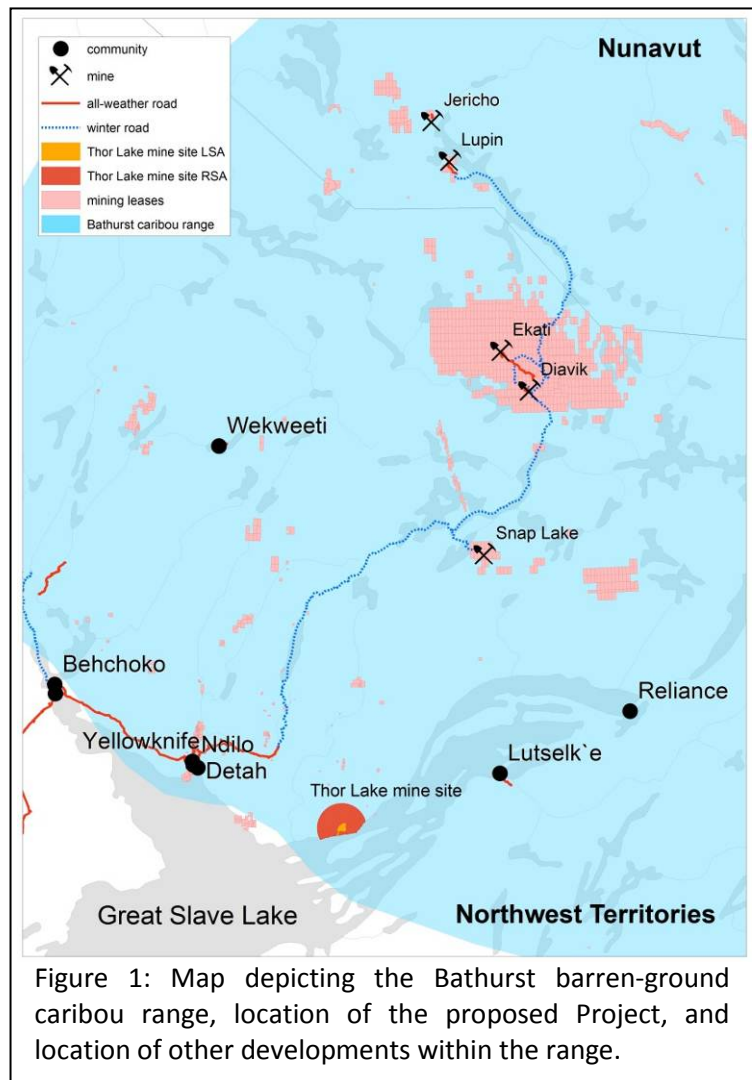 community
mine
all-weather road
winter road
Thor Lake mine site LSA
Thor Lake mine site RSA
mining leases
Bathurst caribou range
Nunavut
Jericho
Lupin
Ekati
Diavik
Wekweeti
Snap Lake
Behchoko
Reliance
Yellowknife
Ndilo
Detah
Lutselk`e
Thor Lake mine site
Great Slave Lake
Northwest Territories
Figure 1: Map depicting the Bathurst barren-ground
caribou range, location of the proposed Project, and
location of other developments within the range.